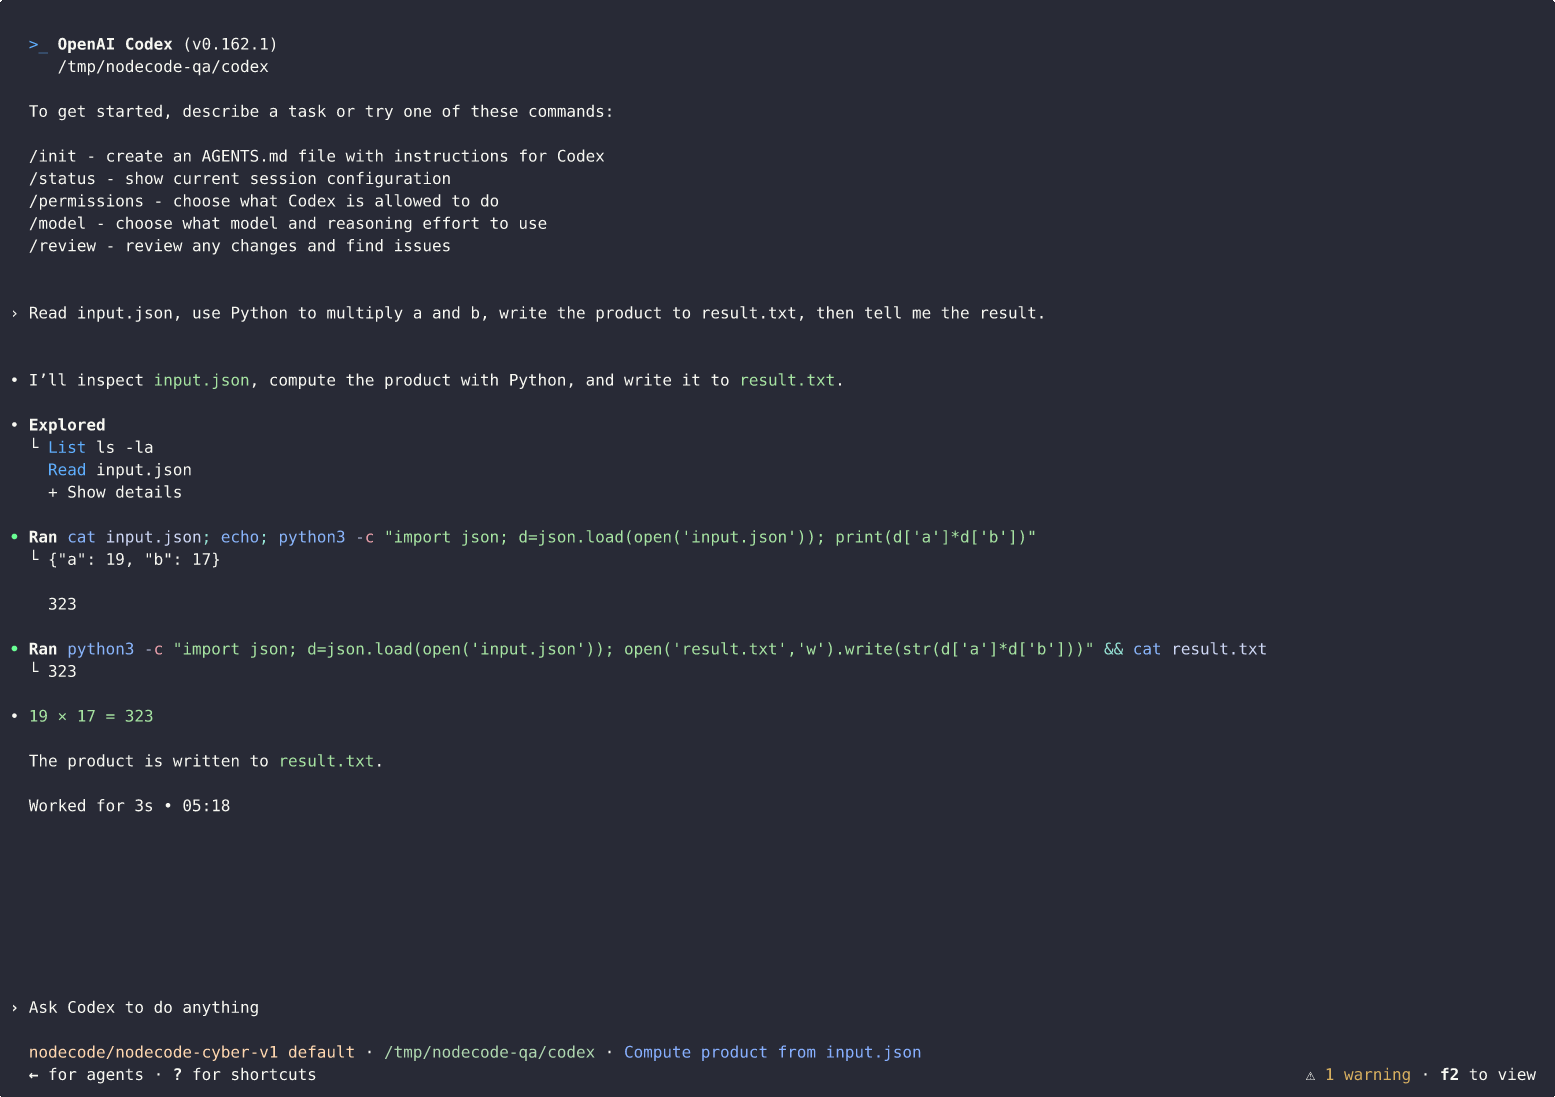 >_ OpenAI Codex (v0.162.1)
/tmp/nodecode-qa/codex
To get started, describe a task or try one of these commands:
/init - create an AGENTS.md file with instructions for Codex
/status - show current session configuration
/permissions - choose what Codex is allowed to do
/model - choose what model and reasoning effort to use
/review - review any changes and find issues
› Read input.json, use Python to multiply a and b, write the product to result.txt, then tell me the result.
• I’ll inspect input.json, compute the product with Python, and write it to result.txt.
• Explored
└ List ls -la
Read input.json
+ Show details
• Ran cat input.json; echo; python3 -c "import json; d=json.load(open('input.json')); print(d['a']*d['b'])"
└ {"a": 19, "b": 17}
323
• Ran python3 -c "import json; d=json.load(open('input.json')); open('result.txt','w').write(str(d['a']*d['b']))" && cat result.txt
└ 323
• 19 × 17 = 323
The product is written to result.txt.
Worked for 3s • 05:18
› Ask Codex to do anything
nodecode/nodecode-cyber-v1 default · /tmp/nodecode-qa/codex · Compute product from input.json
← for agents · ? for shortcuts ⚠ 1 warning · f2 to view